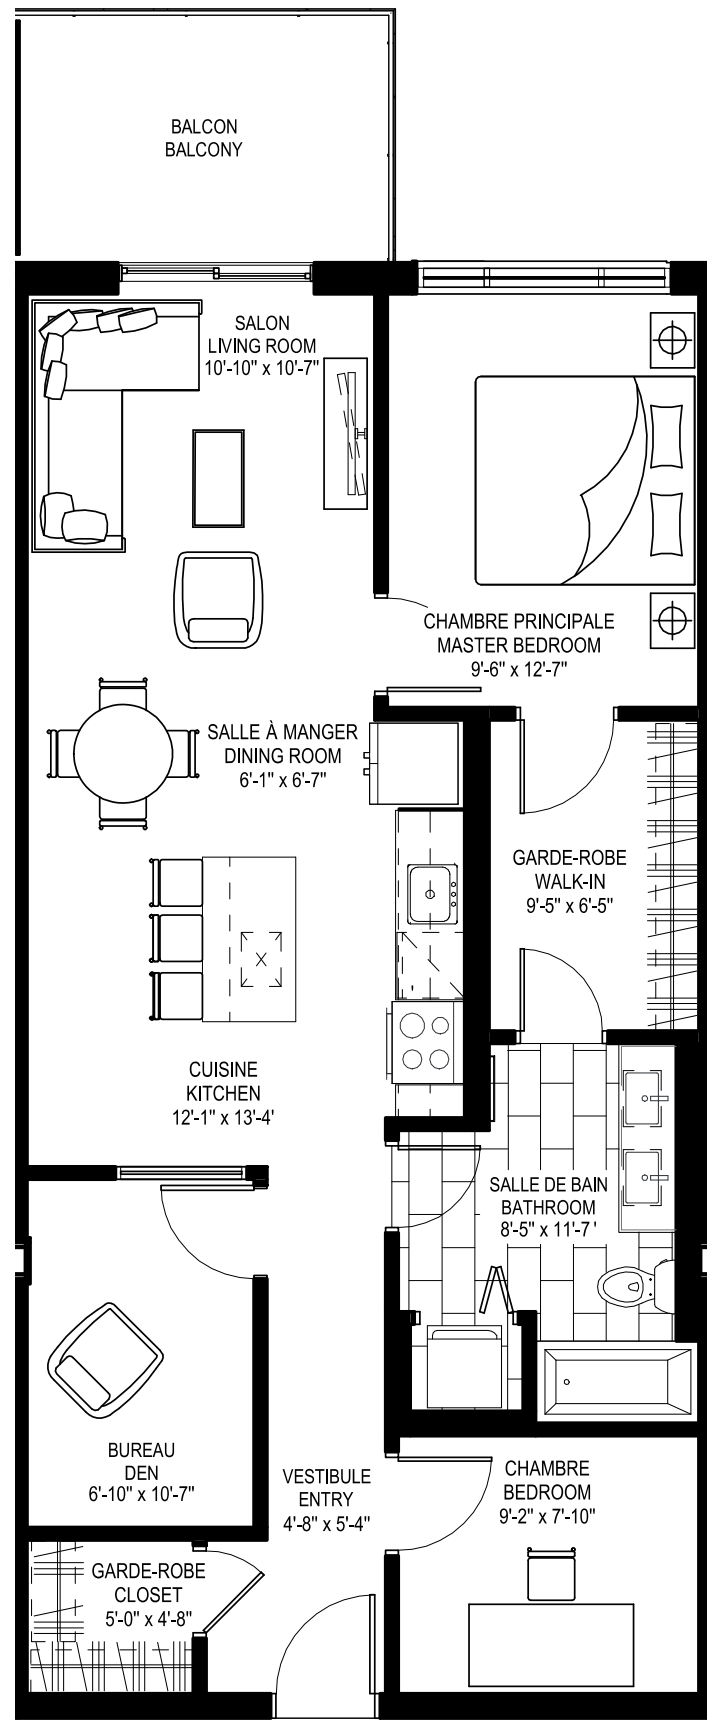 BALCON
BALCONY
SALON
LIVING ROOM
10'-10" x 10'-7"
CHAMBRE PRINCIPALE
MASTER BEDROOM
9'-6" x 12'-7"
SALLE À MANGER
DINING ROOM
6'-1" x 6'-7"
GARDE-ROBE
WALK-IN
9'-5" x 6'-5"
CUISINE
KITCHEN
12'-1" x 13'-4'
SALLE DE BAIN
BATHROOM
8'-5" x 11'-7'
BUREAU
DEN
6'-10" x 10'-7"
VESTIBULE
ENTRY
4'-8" x 5'-4"
CHAMBRE
BEDROOM
9'-2" x 7'-10"
GARDE-ROBE
CLOSET
5'-0" x 4'-8"